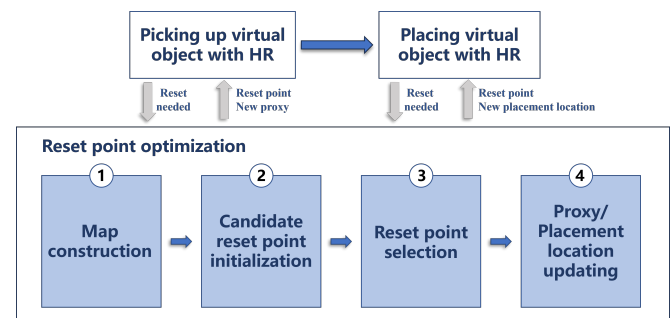 Picking up virtual
object with HR
Placing virtual
object with HR
Reset
needed
Reset point
New proxy
Reset
needed
Reset point
New placement location
Reset point optimization
1
Map
construction
2
Candidate
reset point
initialization
3
Reset point
selection
4
Proxy/
Placement
location
updating